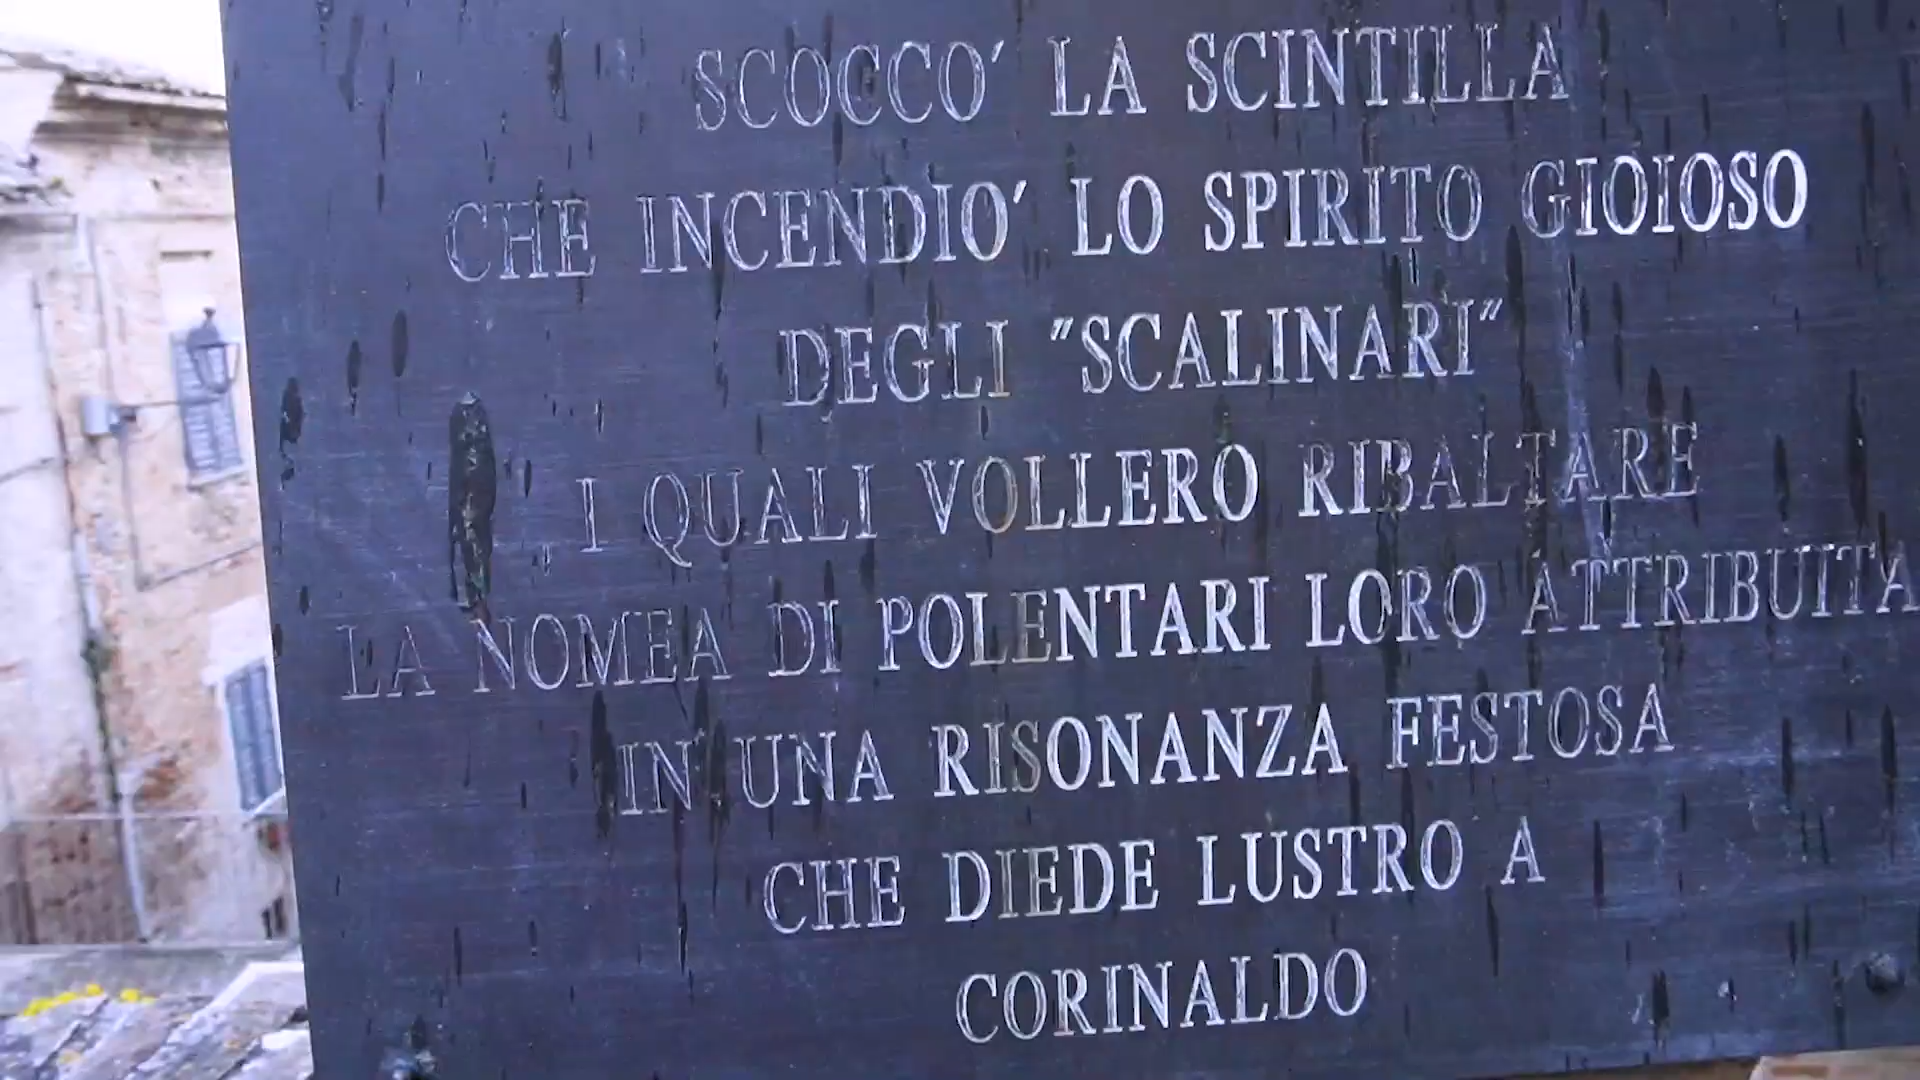 SCOCCO' LA SCINTILLA
CHE INCENDIO' LO SPIRITO GIOIOSO
DEGLI "SCALINARI"
I QUALI VOLLERO RIBALTARE
LA NOMEA DI POLENTARI LORO ATTRIBUITA
IN UNA RISONANZA FESTOSA
CHE DIEDE LUSTRO A
CORINALDO